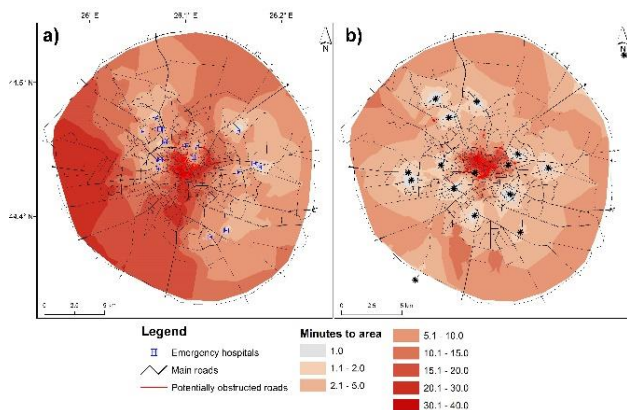 26° E 26.1° 26.2°
a) N b) N
44.5° N
44.4° N
0 2.5 5 km 0 2.5 5 km
Legend
Emergency hospitals
Main roads
Potentially obstructed roads
Minutes to area
1.0
1.1 - 2.0
2.1 - 5.0
5.1 - 10.0
10.1 - 15.0
15.1 - 20.0
20.1 - 30.0
30.1 - 40.0